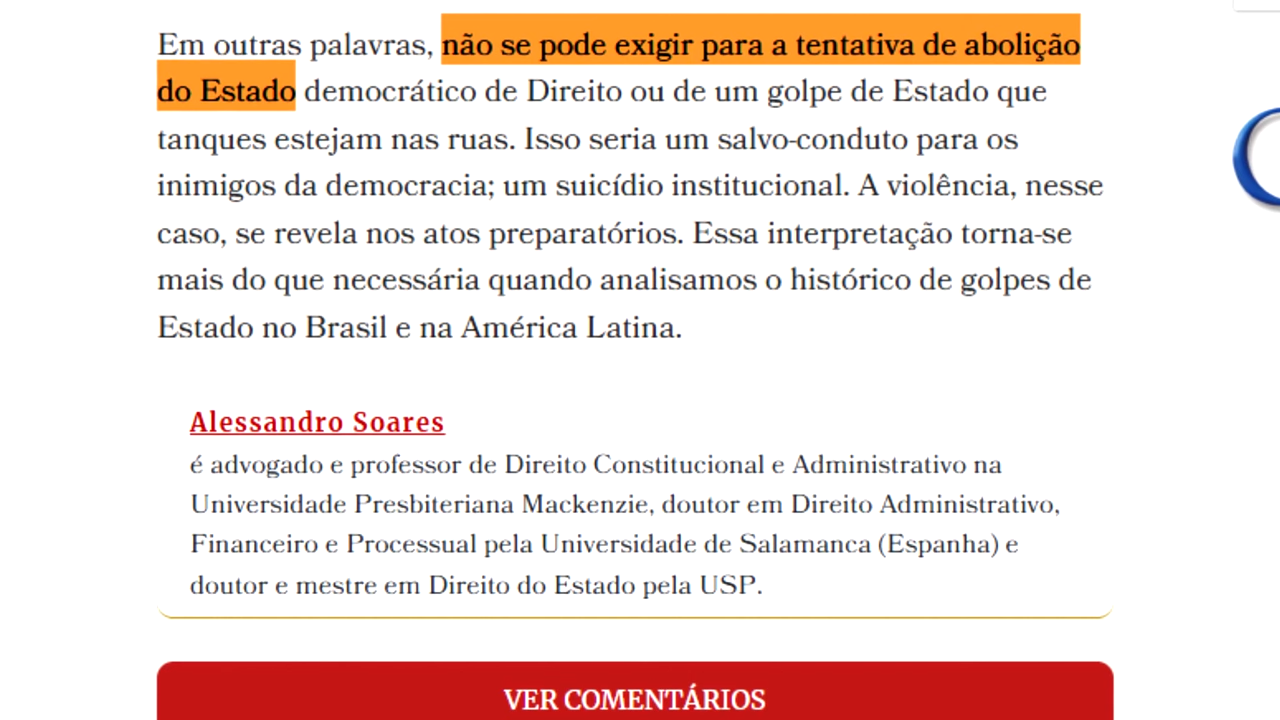 Em outras palavras, não se pode exigir para a tentativa de abolição
do Estado democrático de Direito ou de um golpe de Estado que
tanques estejam nas ruas. Isso seria um salvo-conduto para os
inimigos da democracia; um suicídio institucional. A violência, nesse
caso, se revela nos atos preparatórios. Essa interpretação torna-se
mais do que necessária quando analisamos o histórico de golpes de
Estado no Brasil e na América Latina.
Alessandro Soares
é advogado e professor de Direito Constitucional e Administrativo na
Universidade Presbiteriana Mackenzie, doutor em Direito Administrativo,
Financeiro e Processual pela Universidade de Salamanca (Espanha) e
doutor e mestre em Direito do Estado pela USP.
VER COMENTÁRIOS